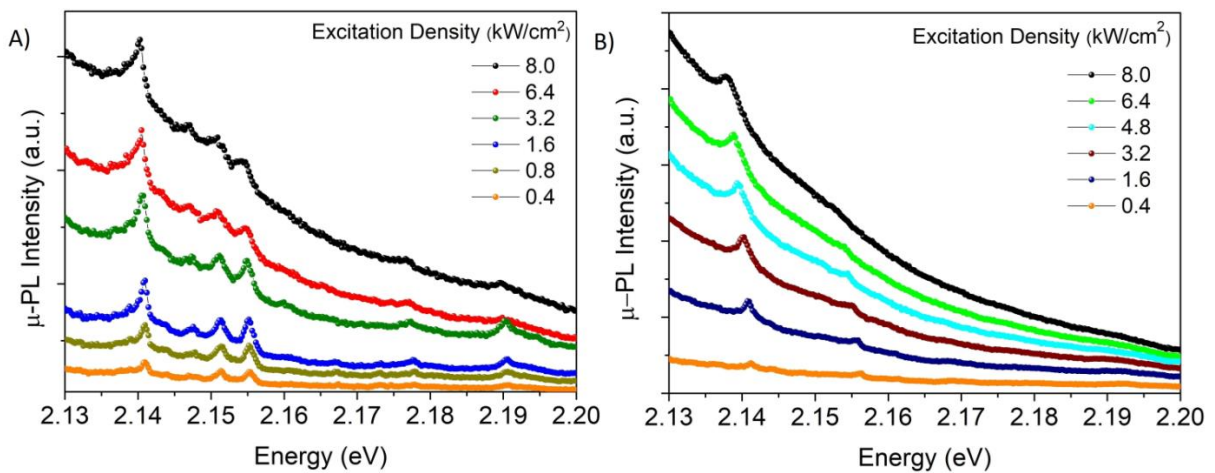 A)
Excitation Density (kW/cm²)
8.0
6.4
3.2
1.6
0.8
0.4
μ-PL Intensity (a.u.)
2.13 2.14 2.15 2.16 2.17 2.18 2.19 2.20
Energy (eV)
B)
Excitation Density (kW/cm²)
8.0
6.4
4.8
3.2
1.6
0.4
μ–PL Intensity (a.u.)
2.13 2.14 2.15 2.16 2.17 2.18 2.19 2.20
Energy (eV)